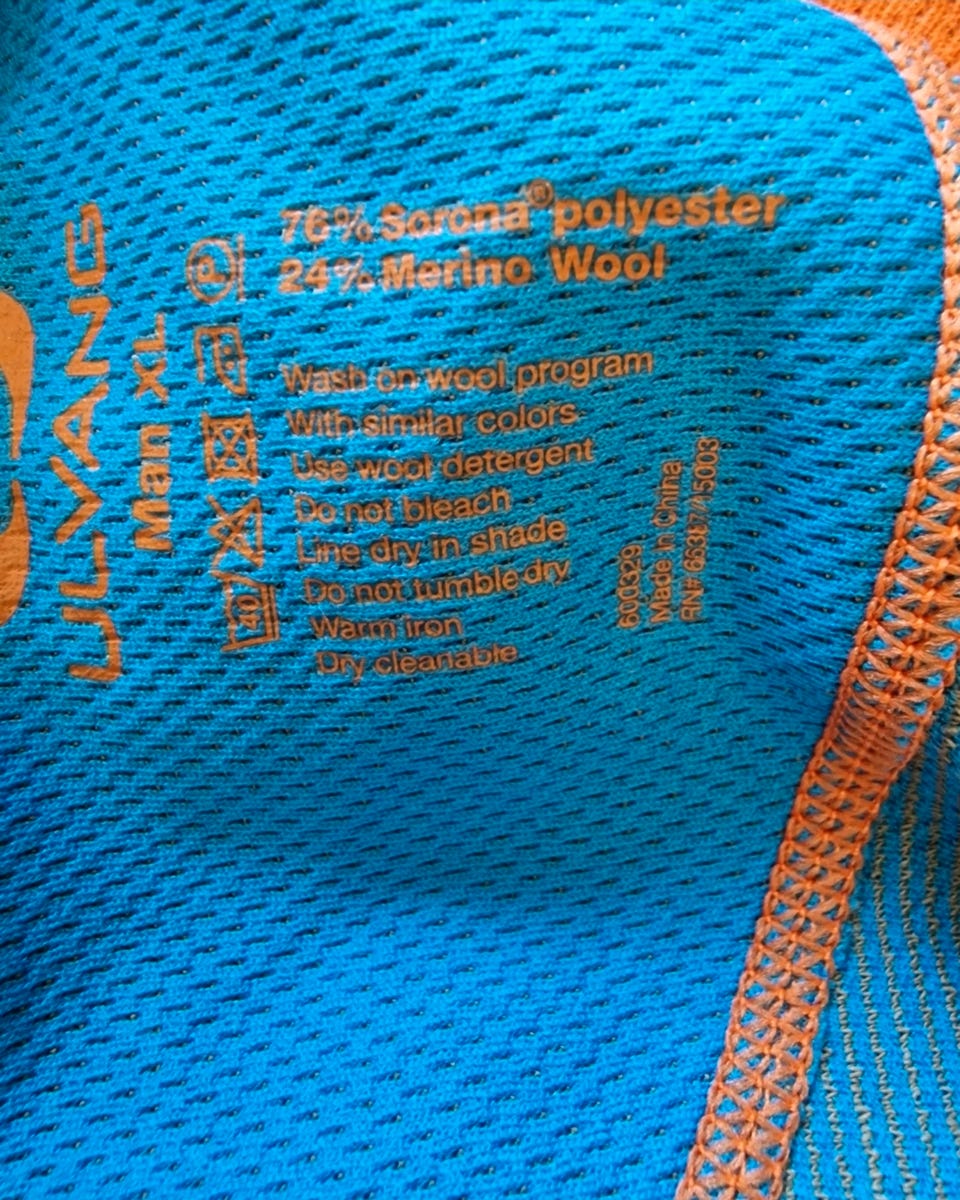 ULVANG
Man XL
P
40
76% Sorona® polyester
24% Merino Wool
Wash on wool program
With similar colors
Use wool detergent
Do not bleach
Line dry in shade
Do not tumble dry
Warm iron
Dry cleanable
600329
Made in China
RN#